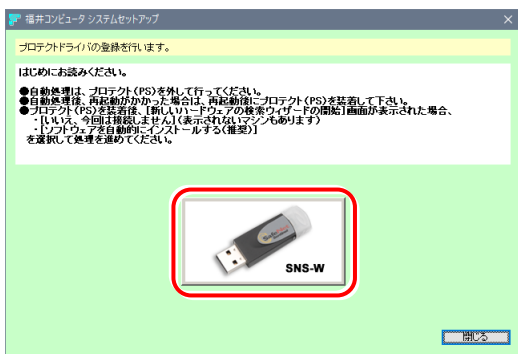 福井コンピュータ システムセットアップ
プロテクトドライバの登録を行います。
はじめにお読みください。
●自動処理は、プロテクト(PS)を外して行ってください。
●自動処理後、再起動がかかった場合は、再起動後にプロテクト(PS)を装着して下さい。
●プロテクト(PS)を装着後、[新しいハードウェアの検索ウィザードの開始]画面が表示された場合、
・[いいえ、今回は接続しません](表示されないマシンもあります)
・[ソフトウェアを自動的にインストールする(推奨)]
を選択して処理を進めてください。
SNS-W
閉じる